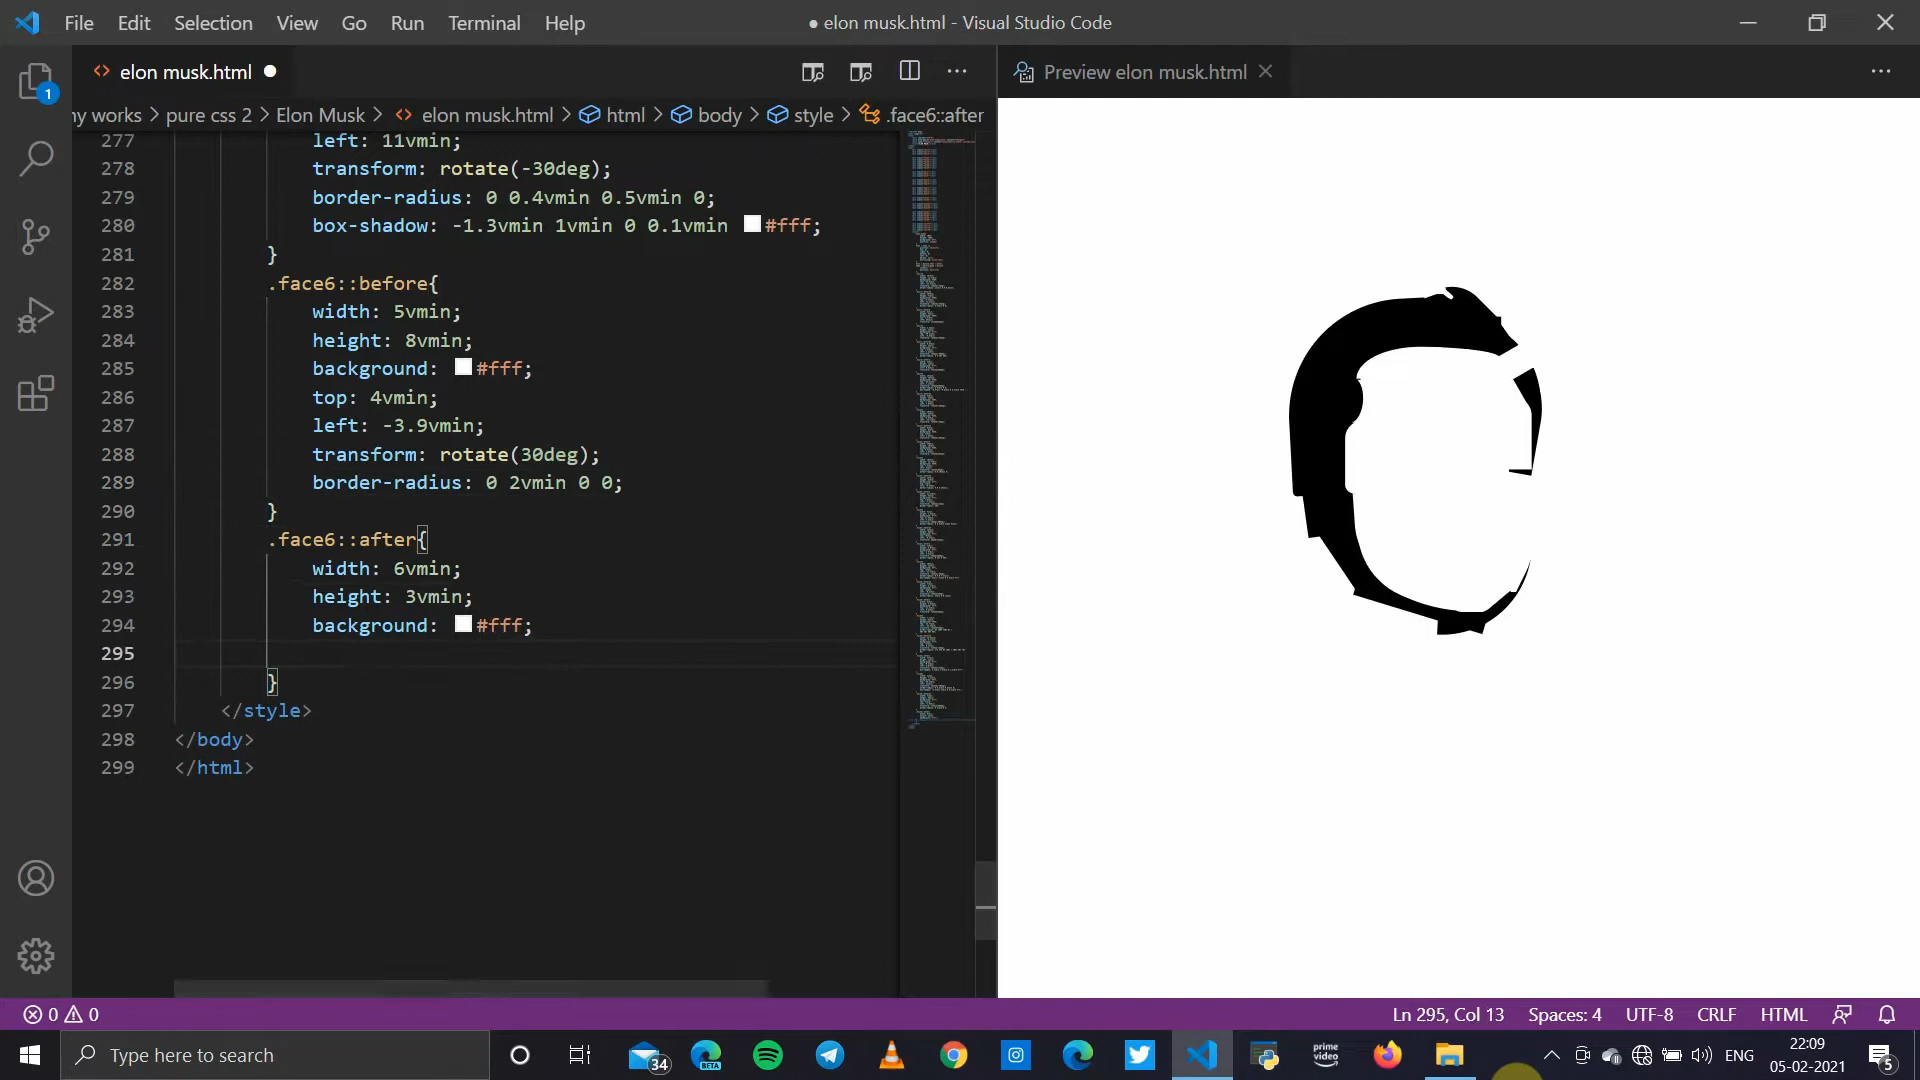 File Edit Selection View Go Run Terminal Help
● elon musk.html - Visual Studio Code
elon musk.html
Preview elon musk.html
1
ny works > pure css 2 > Elon Musk > elon musk.html > html > body > style > .face6::after
277 left: 11vmin;
278 transform: rotate(-30deg);
279 border-radius: 0 0.4vmin 0.5vmin 0;
280 box-shadow: -1.3vmin 1vmin 0 0.1vmin #fff;
281 }
282 .face6::before{
283 width: 5vmin;
284 height: 8vmin;
285 background: #fff;
286 top: 4vmin;
287 left: -3.9vmin;
288 transform: rotate(30deg);
289 border-radius: 0 2vmin 0 0;
290 }
291 .face6::after{
292 width: 6vmin;
293 height: 3vmin;
294 background: #fff;
295
296 }
297 </style>
298 </body>
299 </html>
0 0
Ln 295, Col 13 Spaces: 4 UTF-8 CRLF HTML
Type here to search
34
BETA
prime video
ENG
22:09
05-02-2021
5